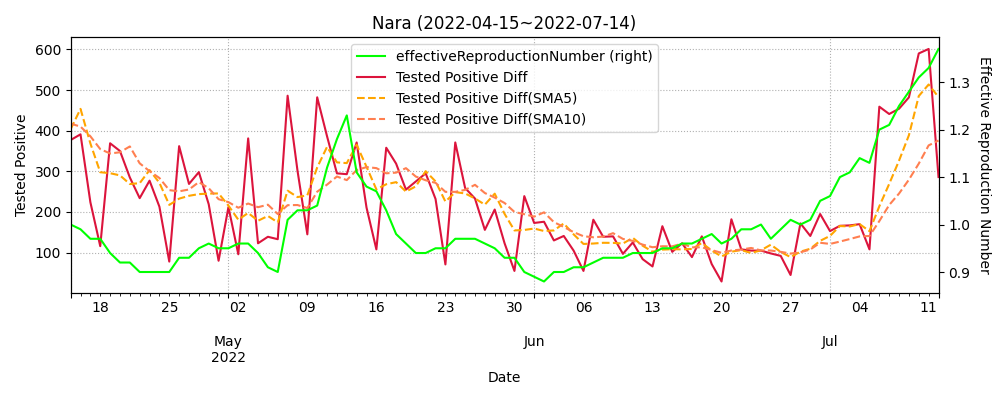 Nara (2022-04-15~2022-07-14)
effectiveReproductionNumber (right)
Tested Positive Diff
Tested Positive Diff(SMA5)
Tested Positive Diff(SMA10)
Tested Positive
600
500
400
300
200
100
1.3
1.2
1.1
1.0
0.9
Effective Reproduction Number
18 25 02 09 16 23 30 06 13 20 27 04 11
May Jun Jul
2022
Date